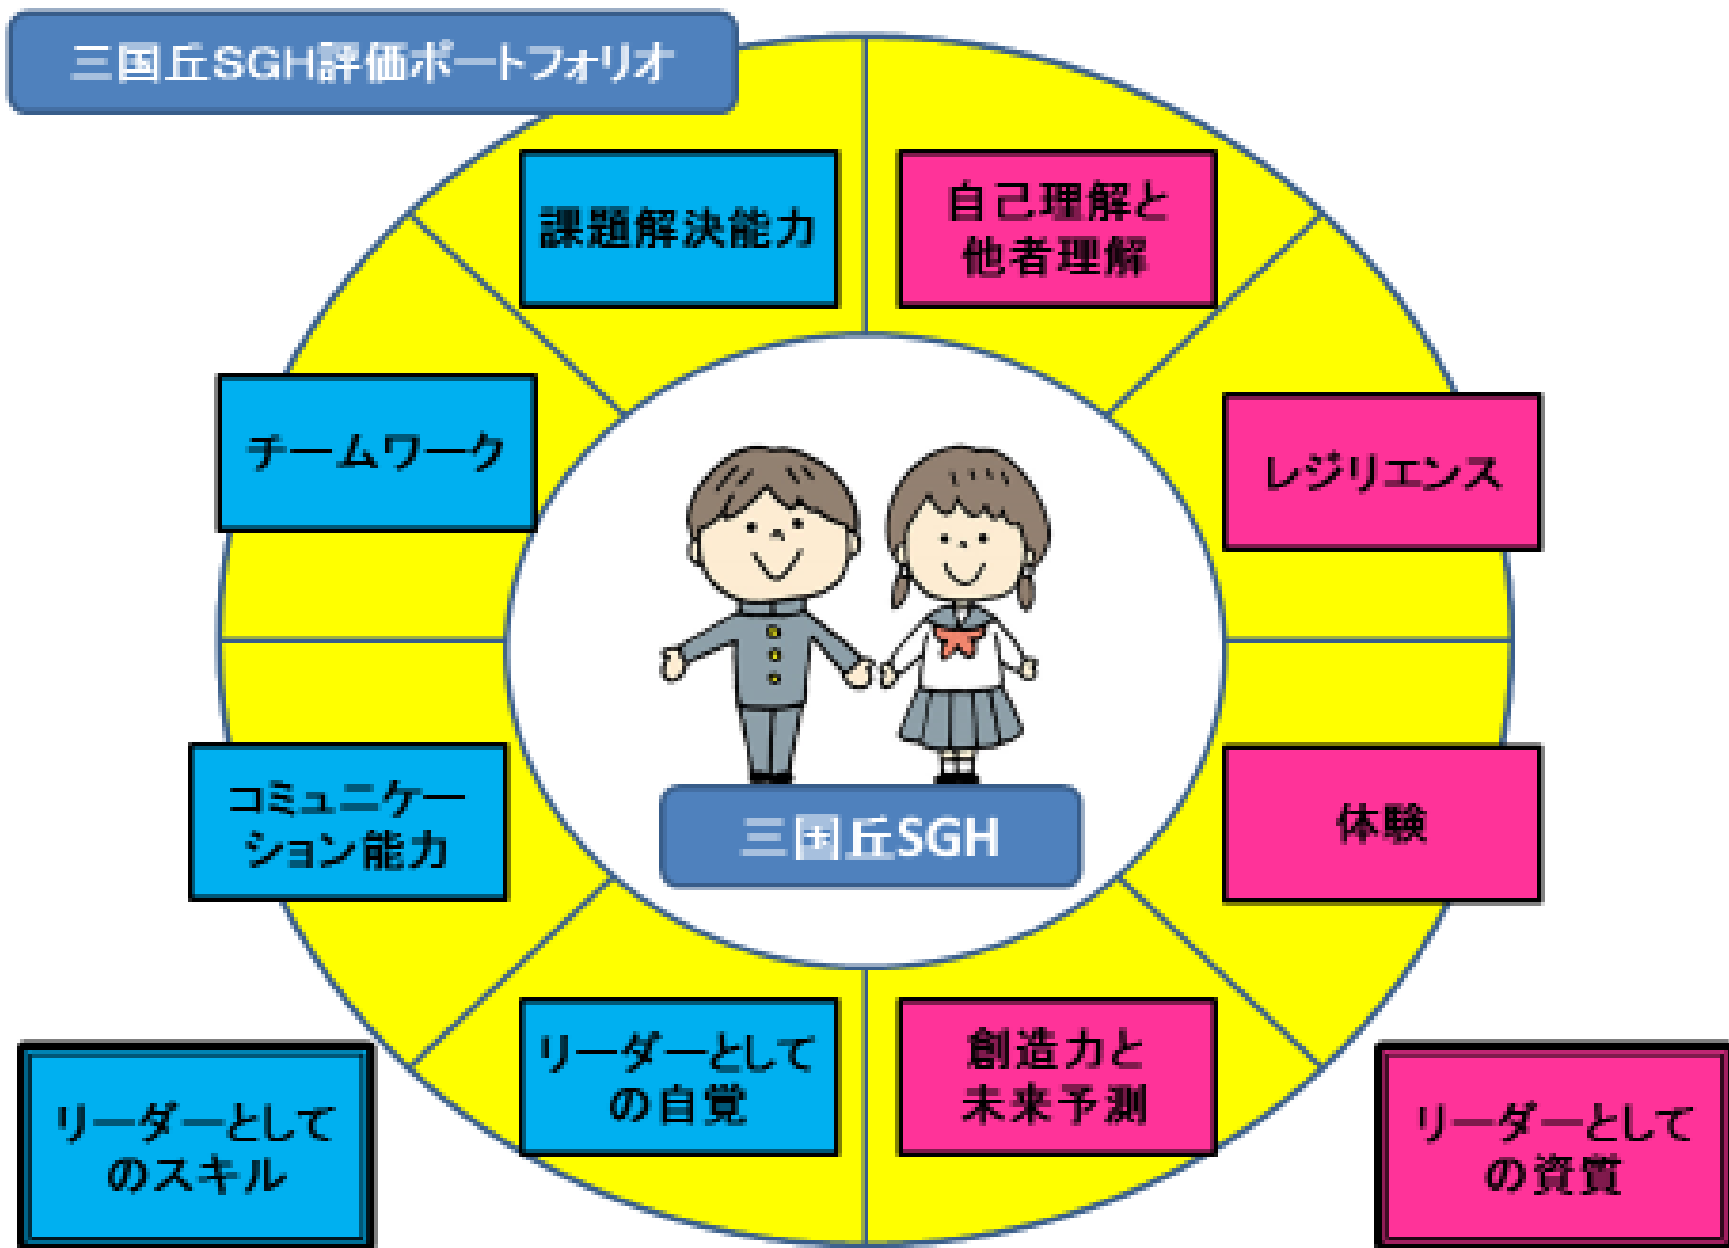 三国丘SGH評価ポートフォリオ
課題解決能力
自己理解と
他者理解
チームワーク
レジリエンス
コミュニケー
ション能力
体験
三国丘SGH
リーダーとして
の自覚
創造力と
未来予測
リーダーとして
のスキル
リーダーとして
の資質